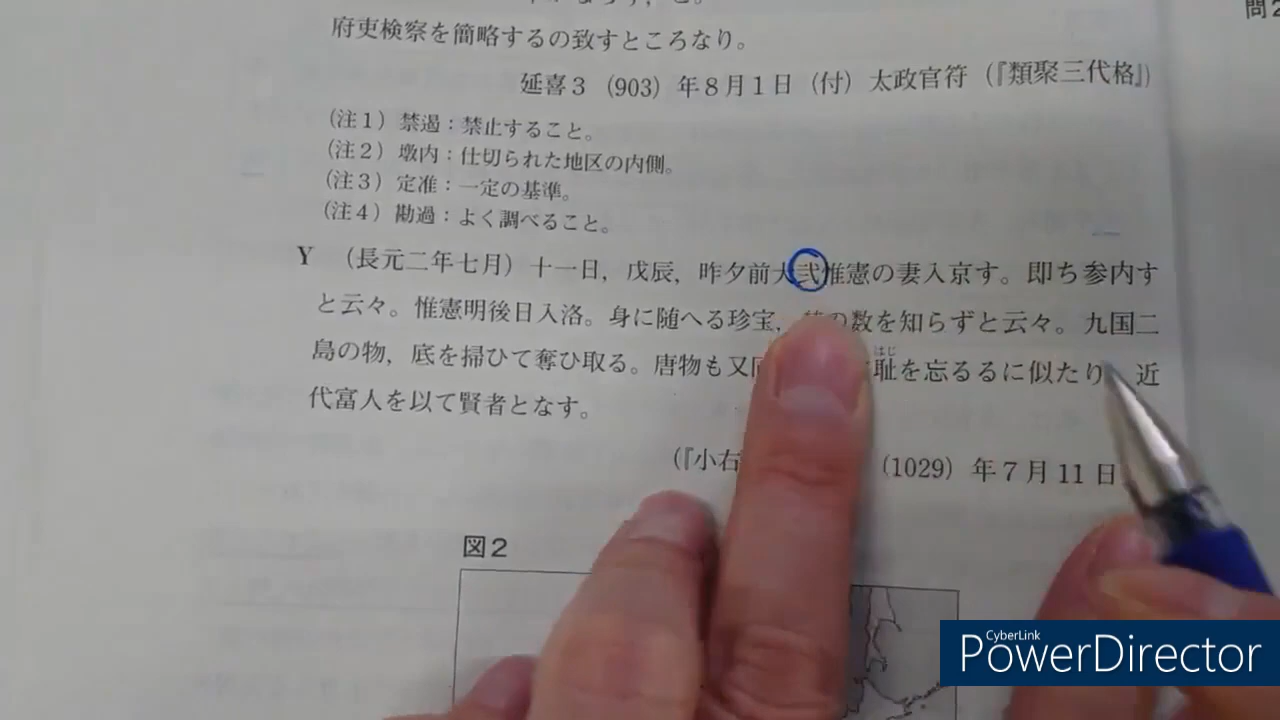 問2
府吏検察を簡略するの致すところなり。
延喜3（903）年8月1日（付）太政官符（『類聚三代格』）
（注1）禁遏：禁止すること。
（注2）墩内：仕切られた地区の内側。
（注3）定准：一定の基準。
（注4）勘過：よく調べること。
Y （長元二年七月）十一日，戊辰，昨夕前大弐惟憲の妻入京す。即ち参内す
と云々。惟憲明後日入洛。身に随へる珍宝，の数を知らずと云々。九国二
島の物，底を掃ひて奪ひ取る。唐物も又恥を忘るるに似たり 近
はじ
代富人を以て賢者となす。
（『小右 （1029）年7月11日
図2
CyberLink
PowerDirector